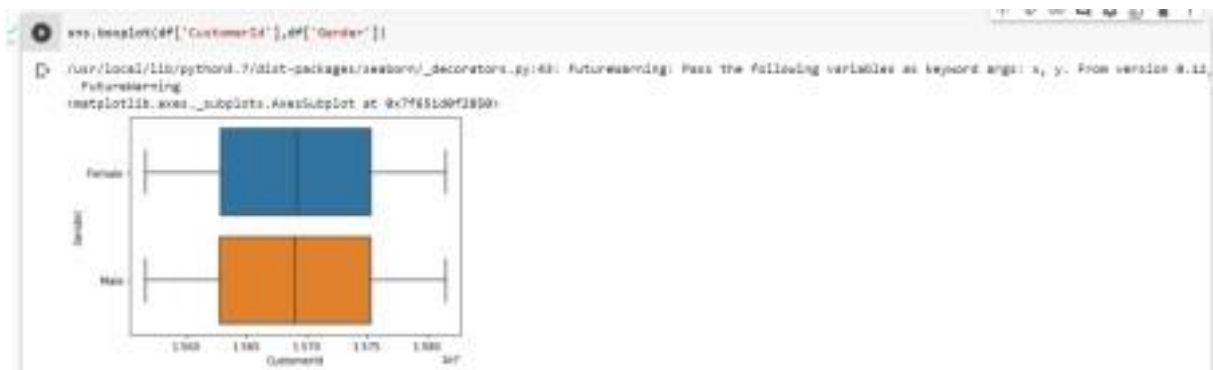 sns.boxplot(df['CustomerId'],df['Gender'])
/usr/local/lib/python3.7/dist-packages/seaborn/_decorators.py:43: FutureWarning: Pass the following variables as keyword args: x, y. From version 0.12,
FutureWarning
<matplotlib.axes._subplots.AxesSubplot at
Female
Gender
Male
1.560 1.565 1.570 1.575 1.580
CustomerId
1e7